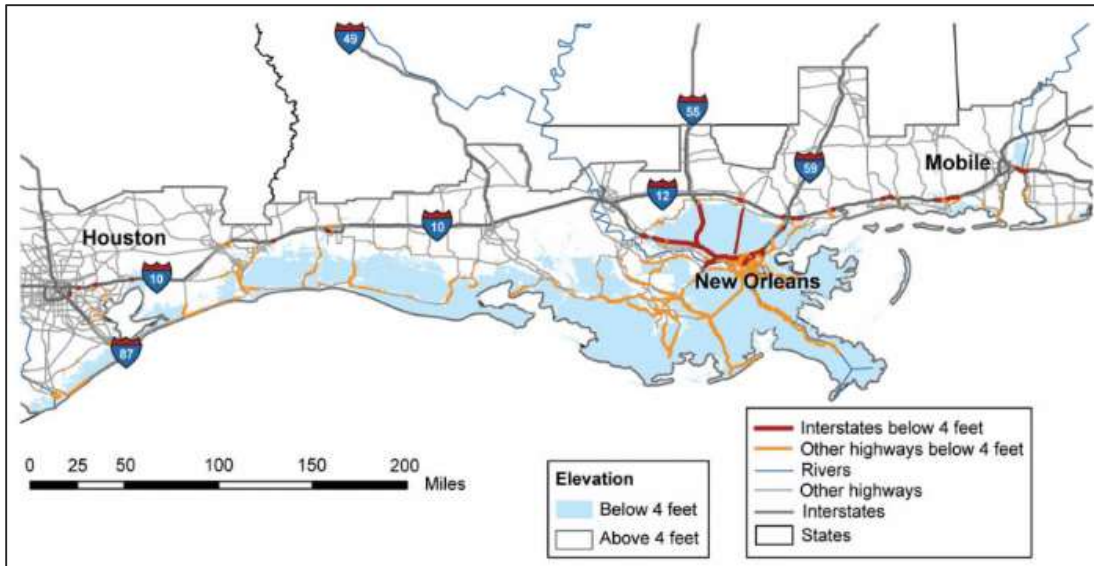 49
55
Mobile
59
12
10
Houston
New Orleans
10
87
Interstates below 4 feet
Other highways below 4 feet
Rivers
Other highways
Interstates
States
0 25 50 100 150 200
Miles
Elevation
Below 4 feet
Above 4 feet